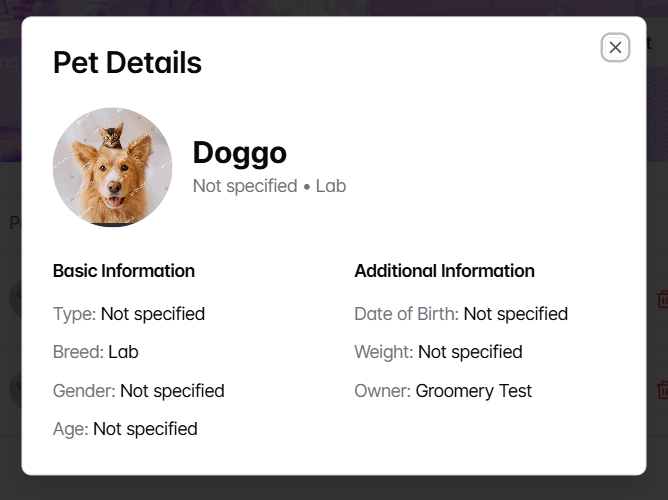 Pet Details
Doggo
Not specified • Lab
Basic Information
Type: Not specified
Breed: Lab
Gender: Not specified
Age: Not specified
Additional Information
Date of Birth: Not specified
Weight: Not specified
Owner: Groomery Test